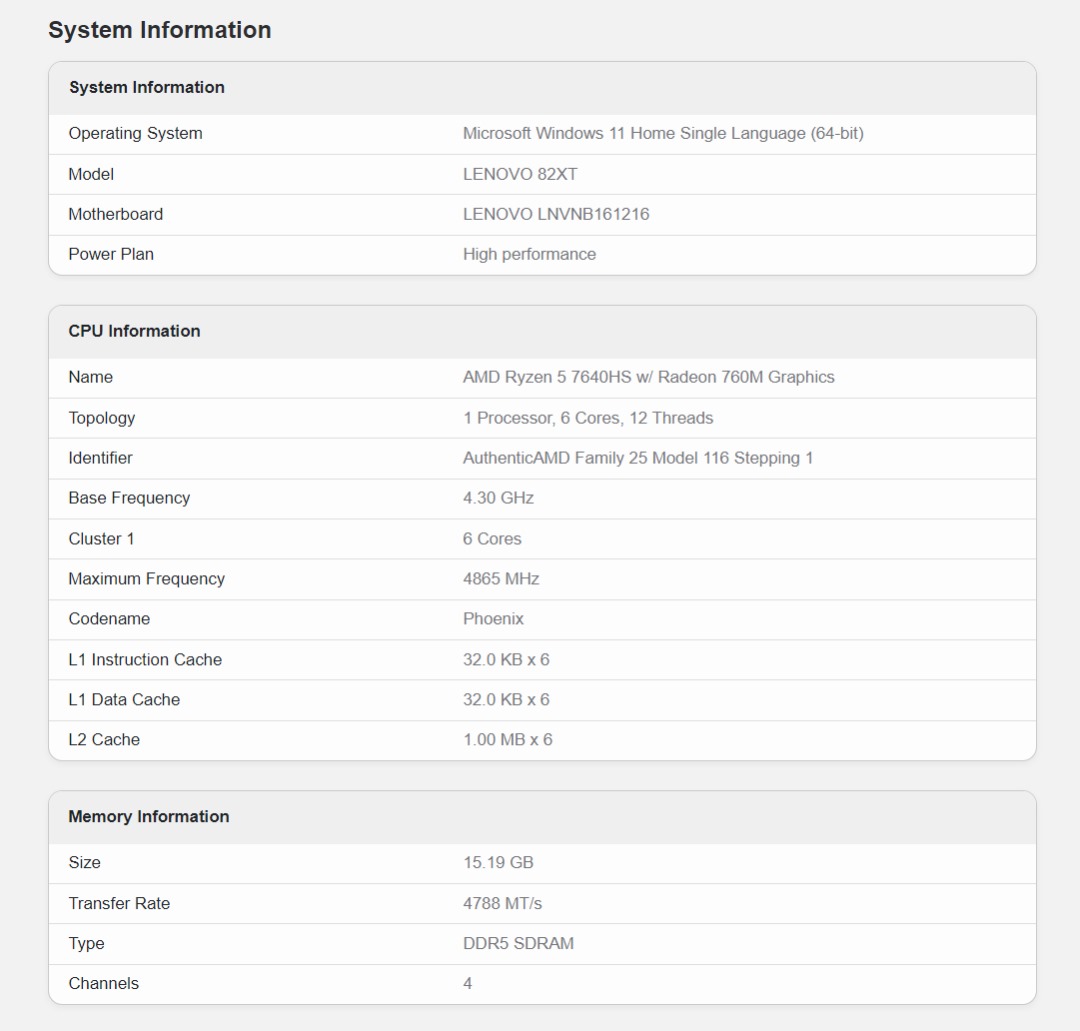 System Information
System Information
Operating System Microsoft Windows 11 Home Single Language (64-bit)
Model LENOVO 82XT
Motherboard LENOVO LNVNB161216
Power Plan High performance
CPU Information
Name AMD Ryzen 5 7640HS w/ Radeon 760M Graphics
Topology 1 Processor, 6 Cores, 12 Threads
Identifier AuthenticAMD Family 25 Model 116 Stepping 1
Base Frequency 4.30 GHz
Cluster 1 6 Cores
Maximum Frequency 4865 MHz
Codename Phoenix
L1 Instruction Cache 32.0 KB x 6
L1 Data Cache 32.0 KB x 6
L2 Cache 1.00 MB x 6
Memory Information
Size 15.19 GB
Transfer Rate 4788 MT/s
Type DDR5 SDRAM
Channels 4